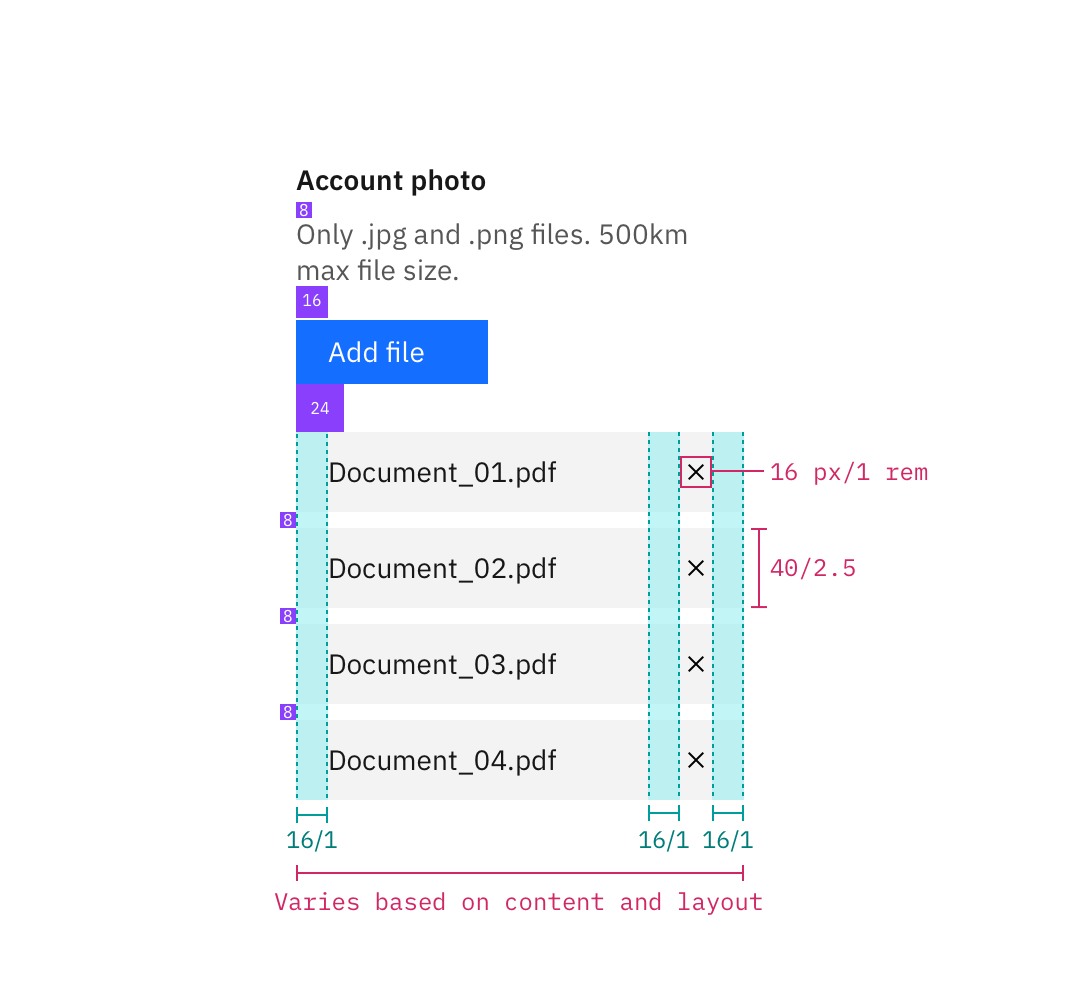 Account photo
8
Only .jpg and .png files. 500km
max file size.
16
Add file
24
Document_01.pdf
16 px/1 rem
8
Document_02.pdf
40/2.5
8
Document_03.pdf
8
Document_04.pdf
16/1 16/1 16/1
Varies based on content and layout